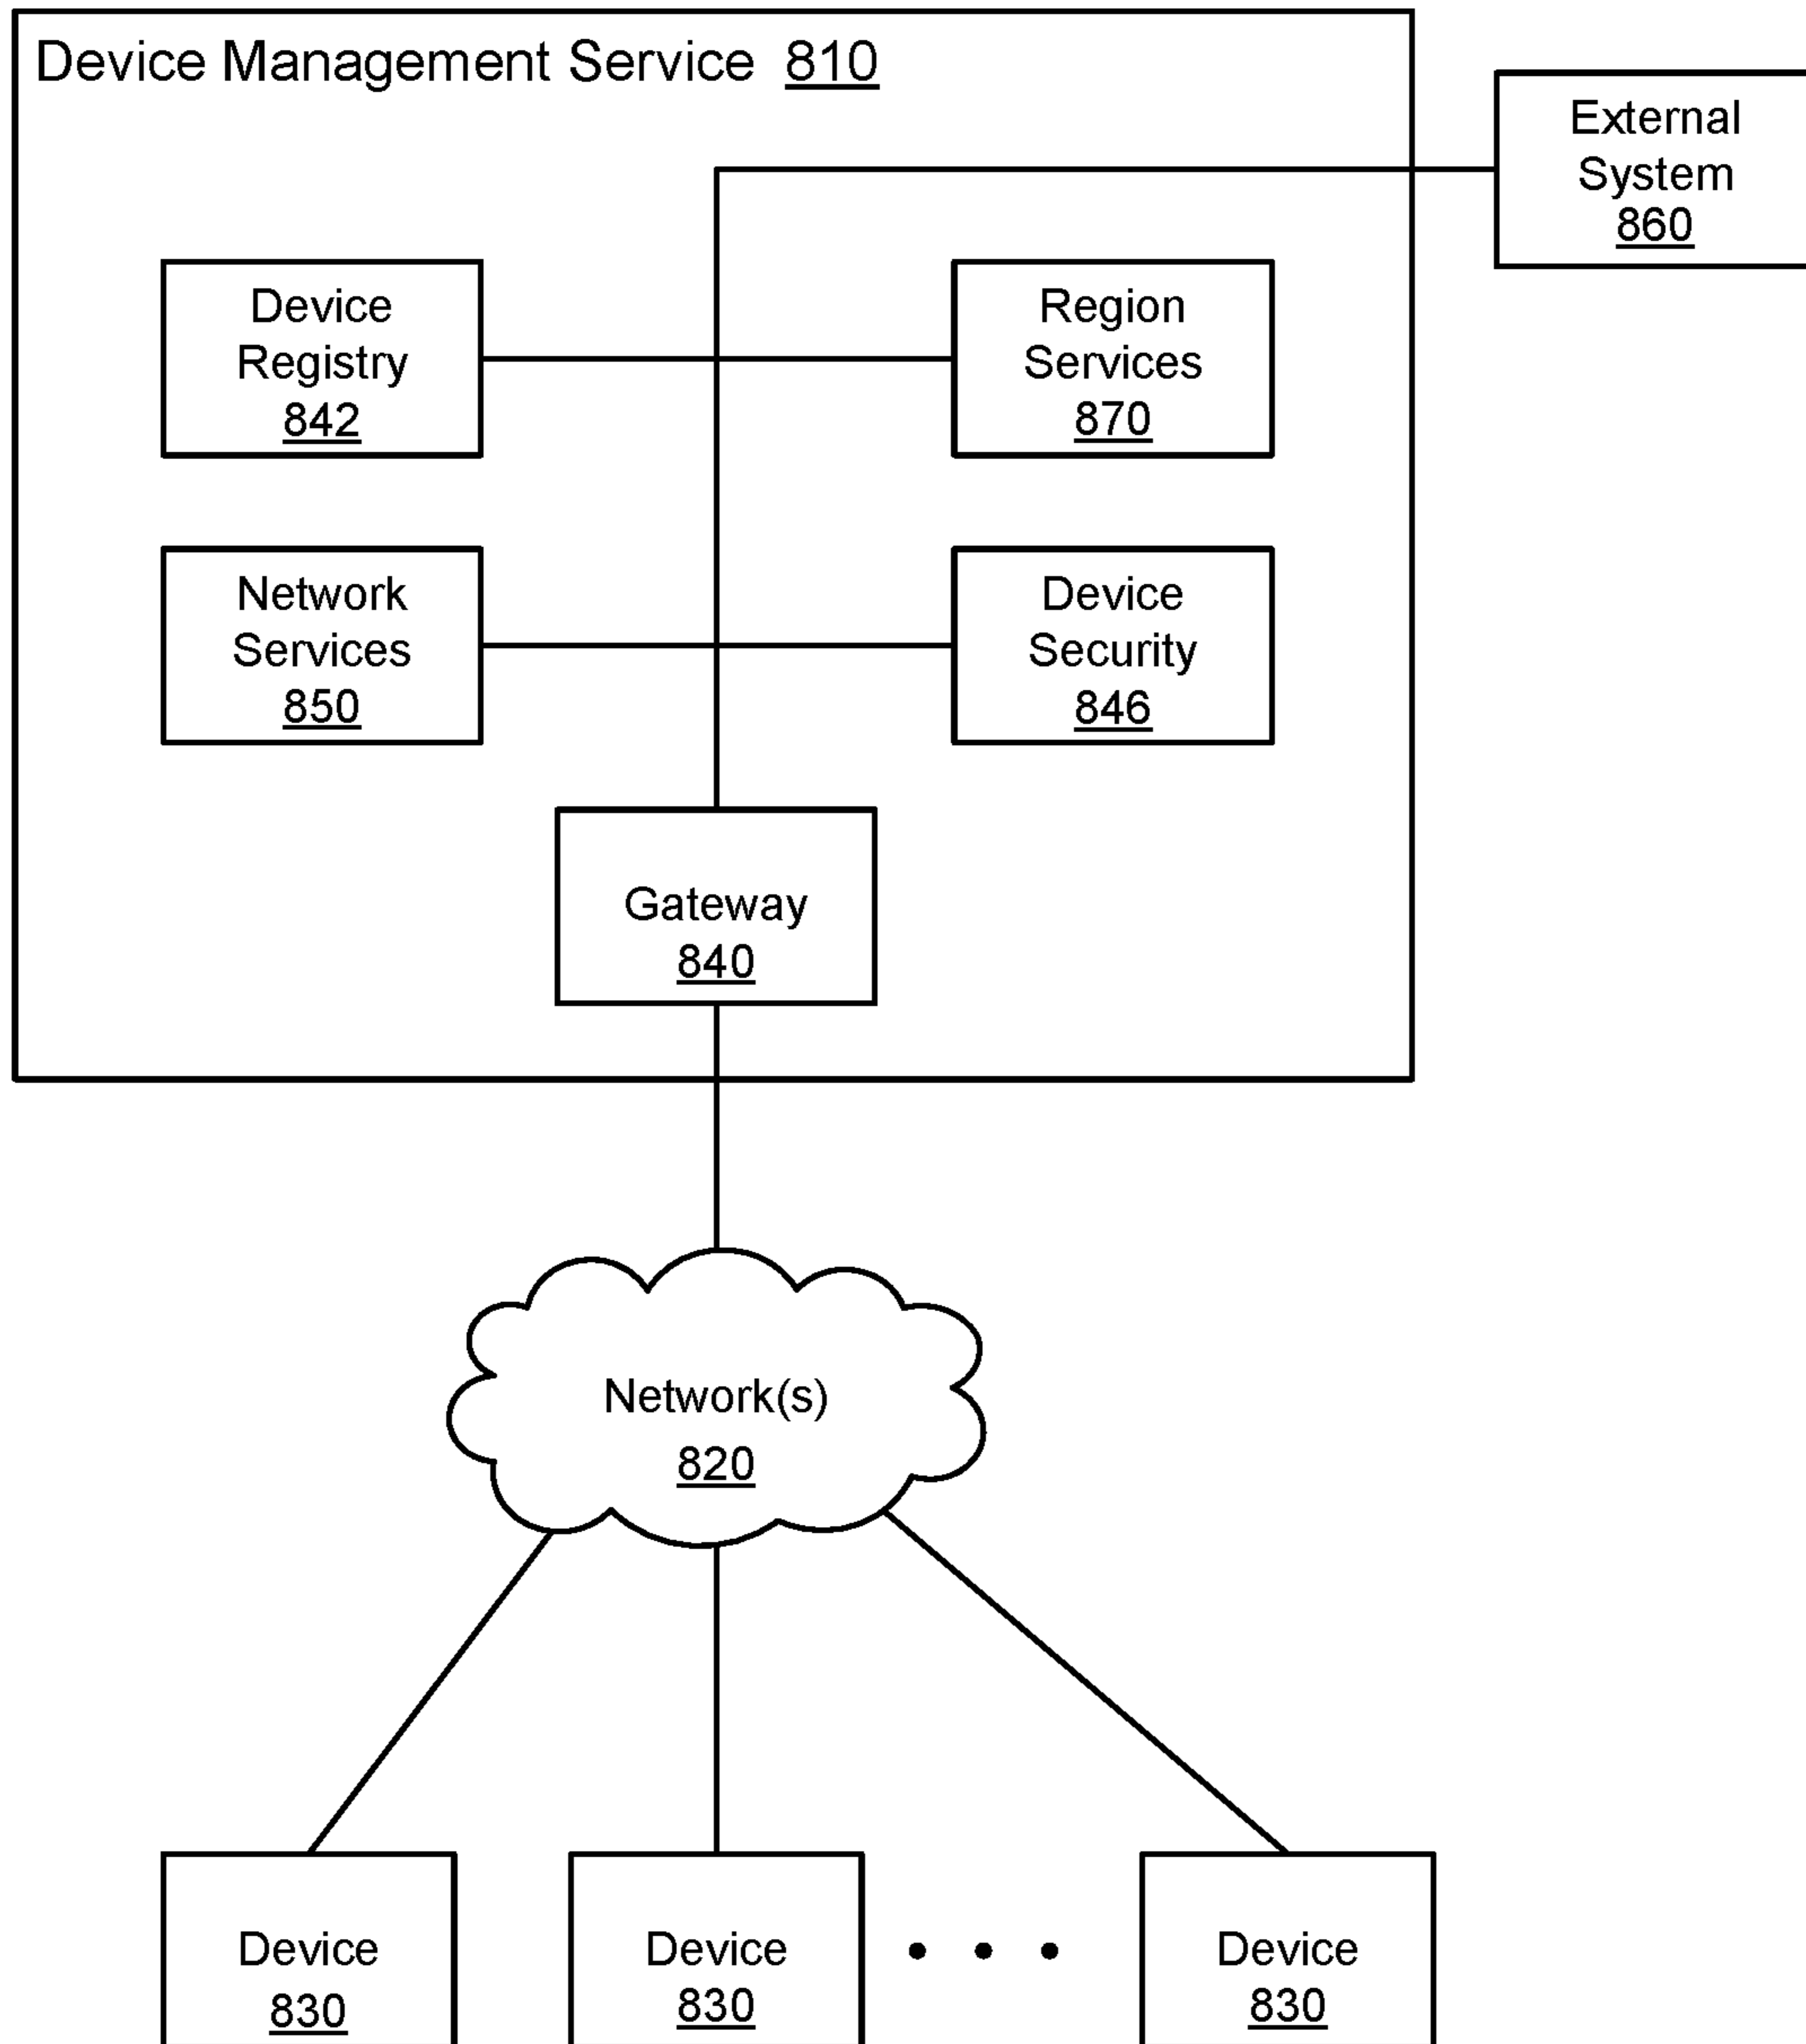 Device Management Service 810
External
System
860
Device
Registry
842
Region
Services
870
Network
Services
850
Device
Security
846
Gateway
840
Network(s)
820
Device
830
Device
830
Device
830